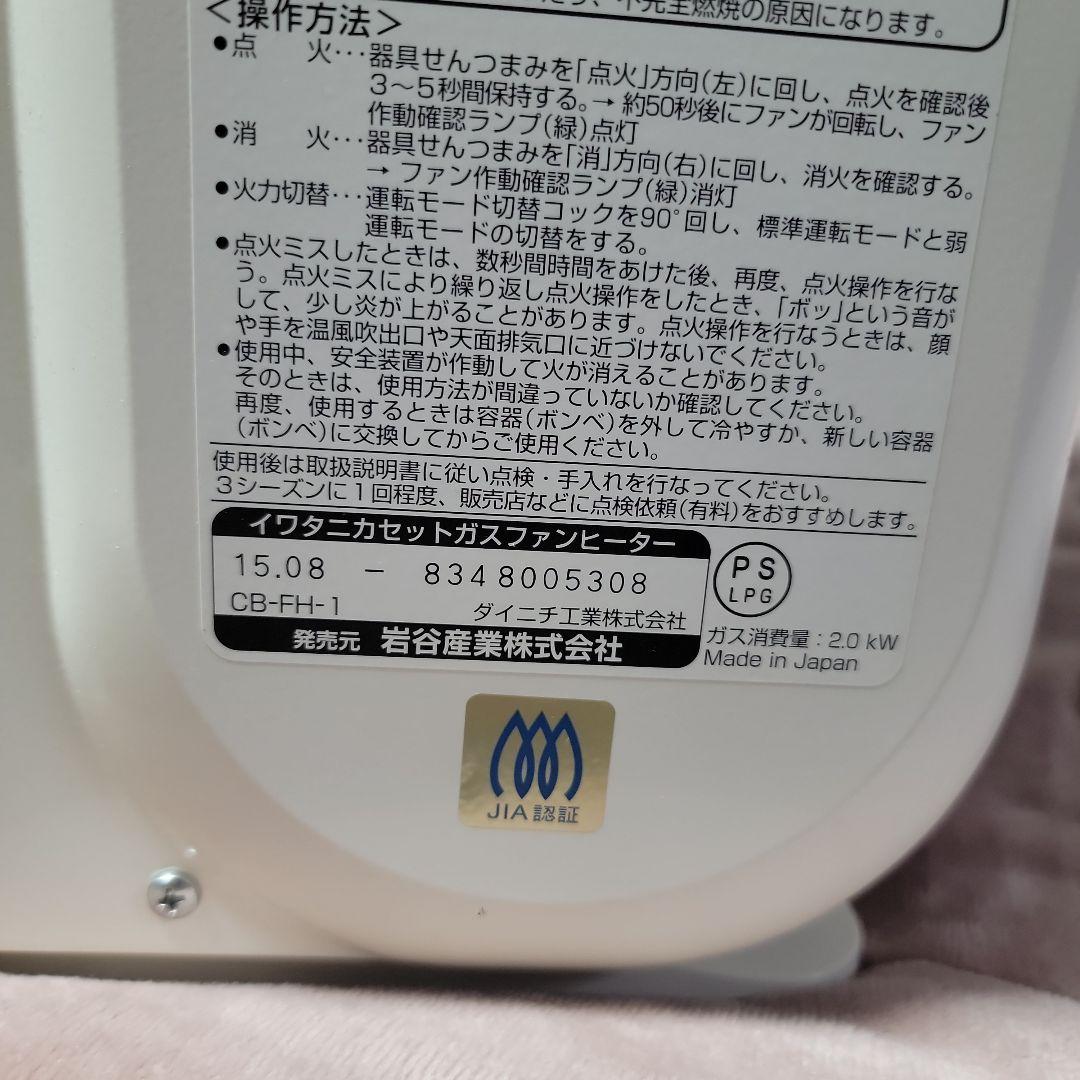 不完全燃焼の原因になります。
＜操作方法＞
●点　火…器具せんつまみを「点火」方向(左)に回し、点火を確認後
3～5秒間保持する。→ 約50秒後にファンが回転し、ファン
作動確認ランプ(緑)点灯
●消　火…器具せんつまみを「消」方向(右)に回し、消火を確認する。
→ ファン作動確認ランプ(緑)消灯
●火力切替…運転モード切替コックを90°回し、標準運転モードと弱
運転モードの切替をする。
●点火ミスしたときは、数秒間時間をあけた後、再度、点火操作を行な
う。点火ミスにより繰り返し点火操作をしたとき、「ボッ」という音が
して、少し炎が上がることがあります。点火操作を行なうときは、顔
や手を温風吹出口や天面排気口に近づけないでください。
●使用中、安全装置が作動して火が消えることがあります。
そのときは、使用方法が間違っていないか確認してください。
再度、使用するときは容器(ボンベ)を外して冷やすか、新しい容器
(ボンベ)に交換してからご使用ください。
使用後は取扱説明書に従い点検・手入れを行なってください。
3シーズンに1回程度、販売店などに点検依頼(有料)をおすすめします。
イワタニカセットガスファンヒーター
15.08 － 8348005308
CB-FH-1 ダイニチ工業株式会社
発売元 岩谷産業株式会社
PS
LPG
ガス消費量：2.0 kW
Made in Japan
JIA認証